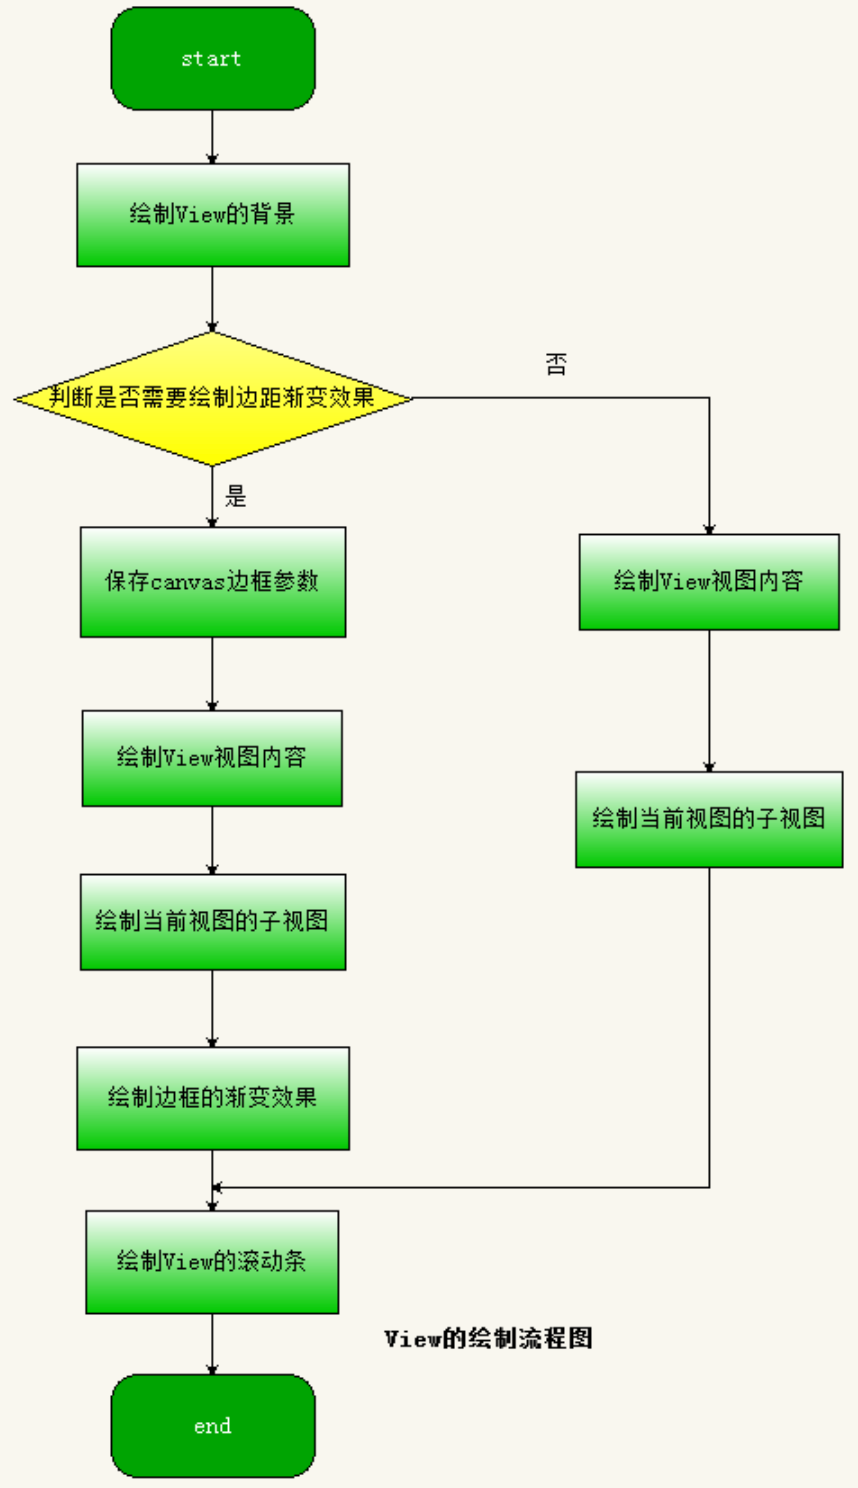 start
绘制View的背景
判断是否需要绘制边距渐变效果
否
是
保存canvas边框参数
绘制View视图内容
绘制View视图内容
绘制当前视图的子视图
绘制当前视图的子视图
绘制边框的渐变效果
绘制View的滚动条
View的绘制流程图
end